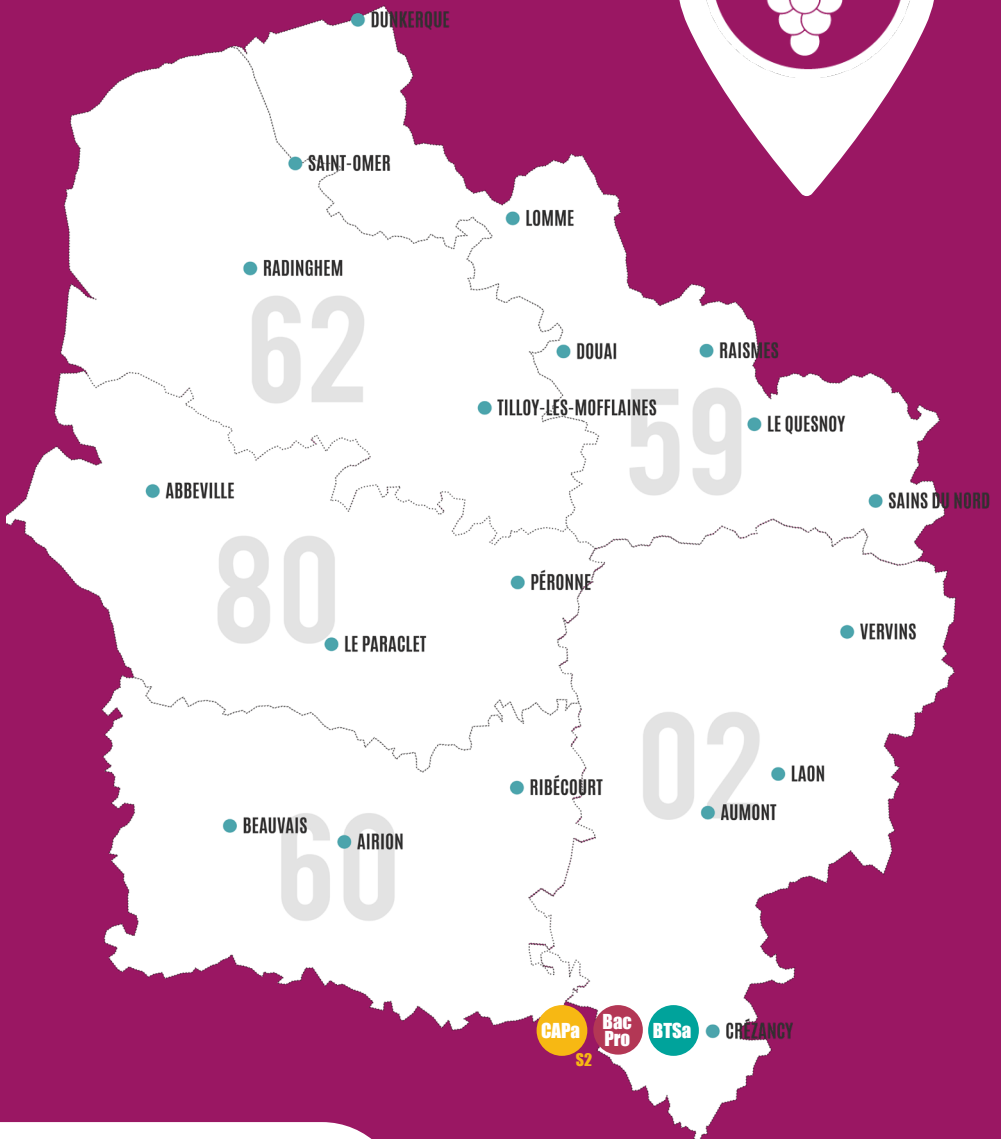 DUNKERQUE
SAINT-OMER
LOMME
RADINGHEM
62
DOUAI
RAISMES
TILLOY-LES-MOFFLAINES
59
LE QUESNOY
ABBEVILLE
SAINS DU NORD
80
PÉRONNE
VERVINS
LE PARACLET
02
LAON
RIBÉCOURT
AUMONT
BEAUVAIS
AIRION
60
CAPa
S2
Bac
Pro
BTSa
CRÉZANCY